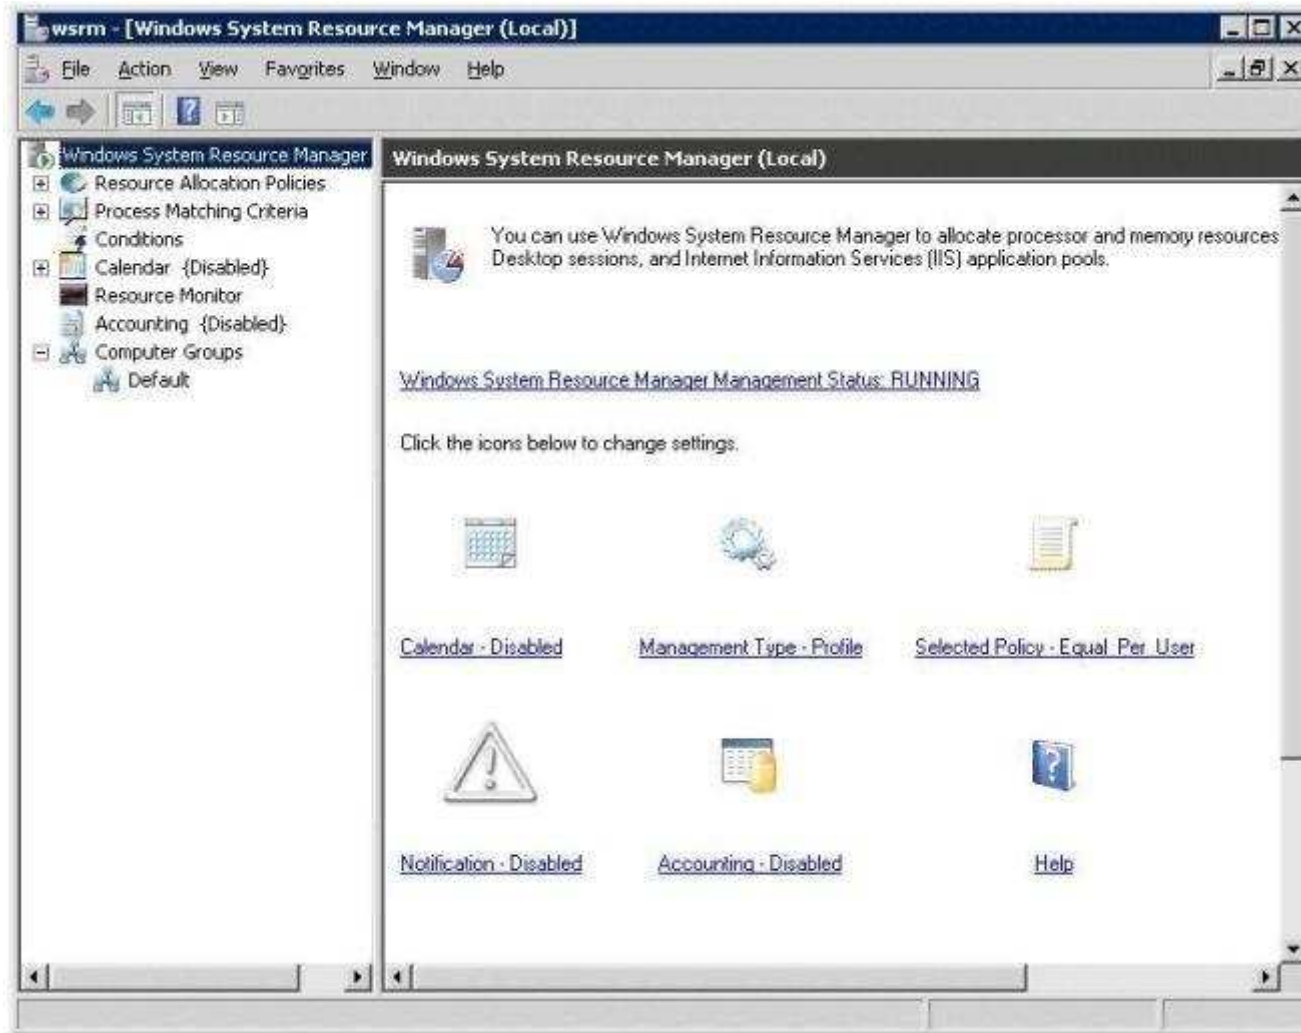 wsrm - [Windows System Resource Manager (Local)]
File Action View Favorites Window Help
Windows System Resource Manager
Resource Allocation Policies
Process Matching Criteria
Conditions
Calendar {Disabled}
Resource Monitor
Accounting {Disabled}
Computer Groups
Default
Windows System Resource Manager (Local)
You can use Windows System Resource Manager to allocate processor and memory resources
Desktop sessions, and Internet Information Services (IIS) application pools.
Windows System Resource Manager Management Status: RUNNING
Click the icons below to change settings.
Calendar - Disabled
Management Type - Profile
Selected Policy - Equal_Per_User
Notification - Disabled
Accounting - Disabled
Help